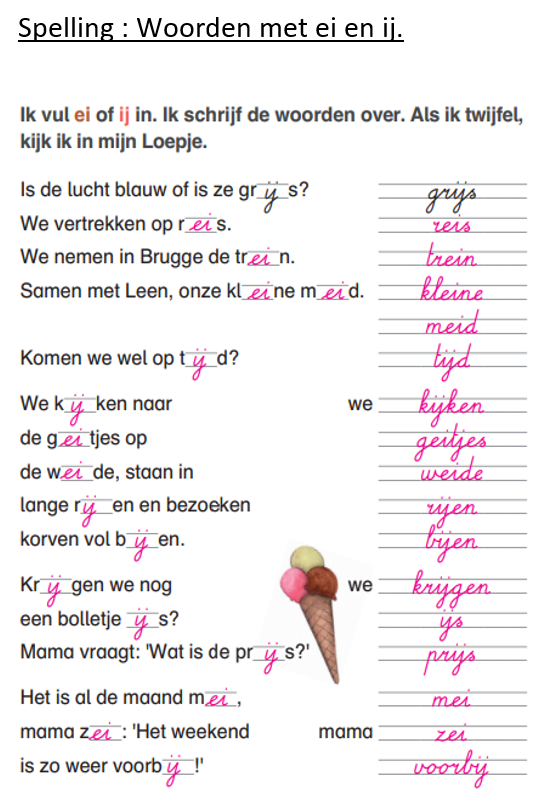 Spelling : Woorden met ei en ij.
Ik vul ei of ij in. Ik schrijf de woorden over. Als ik twijfel,
kijk ik in mijn Loepje.
Is de lucht blauw of is ze grijs? grijs
We vertrekken op reis. reis
We nemen in Brugge de trein. trein
Samen met Leen, onze kleine meid. kleine
meid
Komen we wel op tijd? tijd
We kijken naar we kijken
de geitjes op geitjes
de weide, staan in weide
lange rijen en bezoeken rijen
korven vol bijen. bijen
Krijgen we nog we krijgen
een bolletje ijs? ijs
Mama vraagt: 'Wat is de prijs?' prijs
Het is al de maand mei, mei
mama zei: 'Het weekend mama zei
is zo weer voorbij!' voorbij